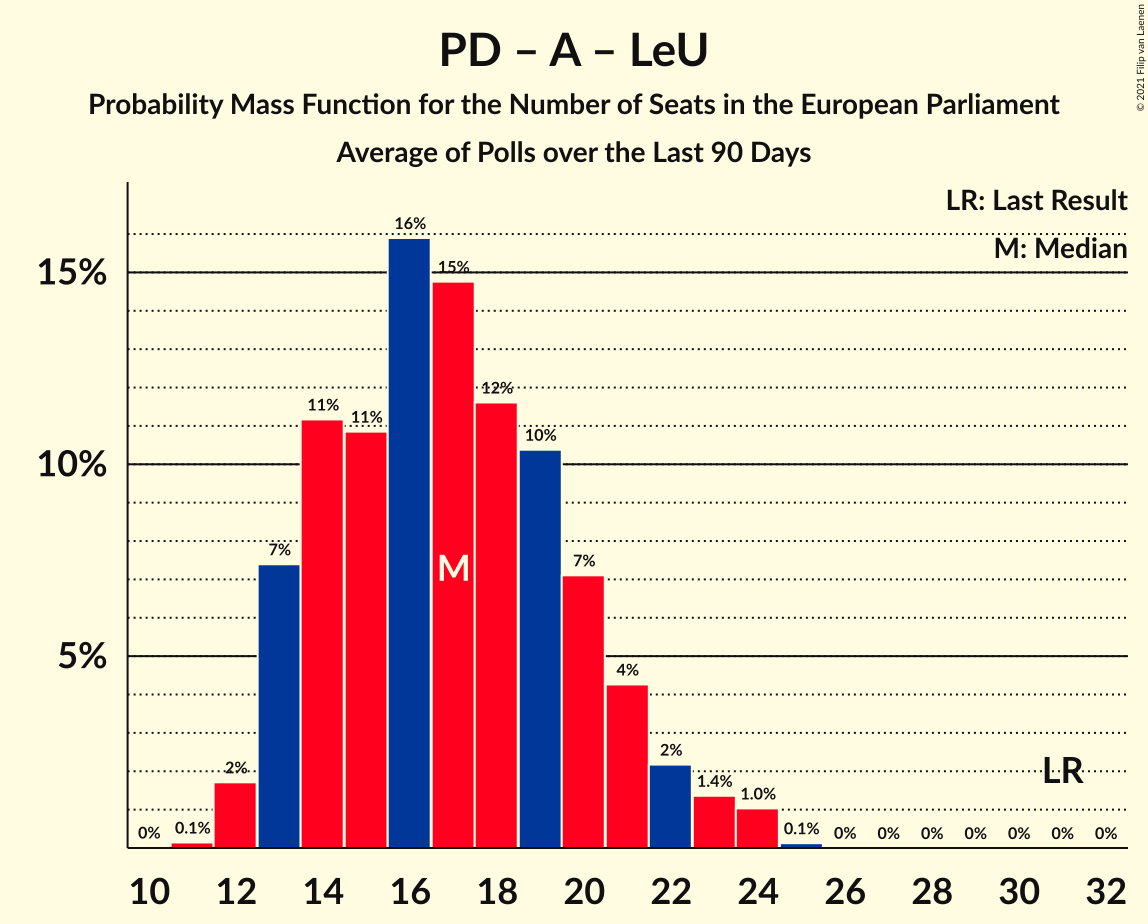 PD – A – LeU
Probability Mass Function for the Number of Seats in the European Parliament
Average of Polls over the Last 90 Days
© 2021 Filip van Laenen
LR: Last Result
M: Median
15%
10%
5%
0%
0.1%
2%
7%
11%
11%
16%
15%
12%
10%
7%
4%
2%
1.4%
1.0%
0.1%
0%
0%
0%
0%
0%
0%
0%
M
LR
10 12 14 16 18 20 22 24 26 28 30 32